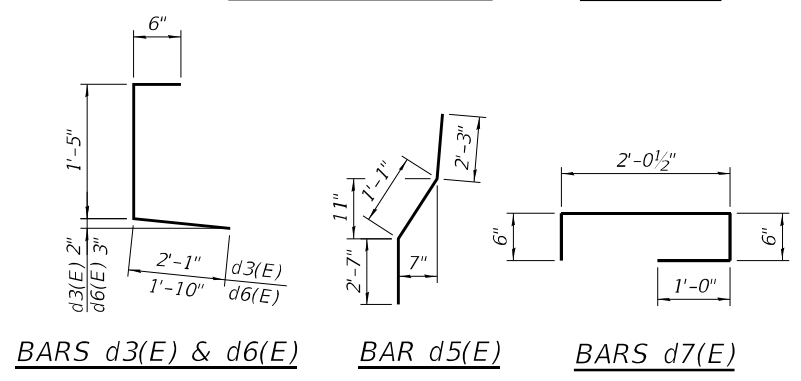 6"
1'-5"
d3(E) 2"
d6(E) 3"
2'-1" d3(E)
1'-10" d6(E)
BARS d3(E) & d6(E)
2'-3"
1'-1"
11"
7"
2'-7"
BAR d5(E)
2'-0½"
6"
6"
1'-0"
BARS d7(E)